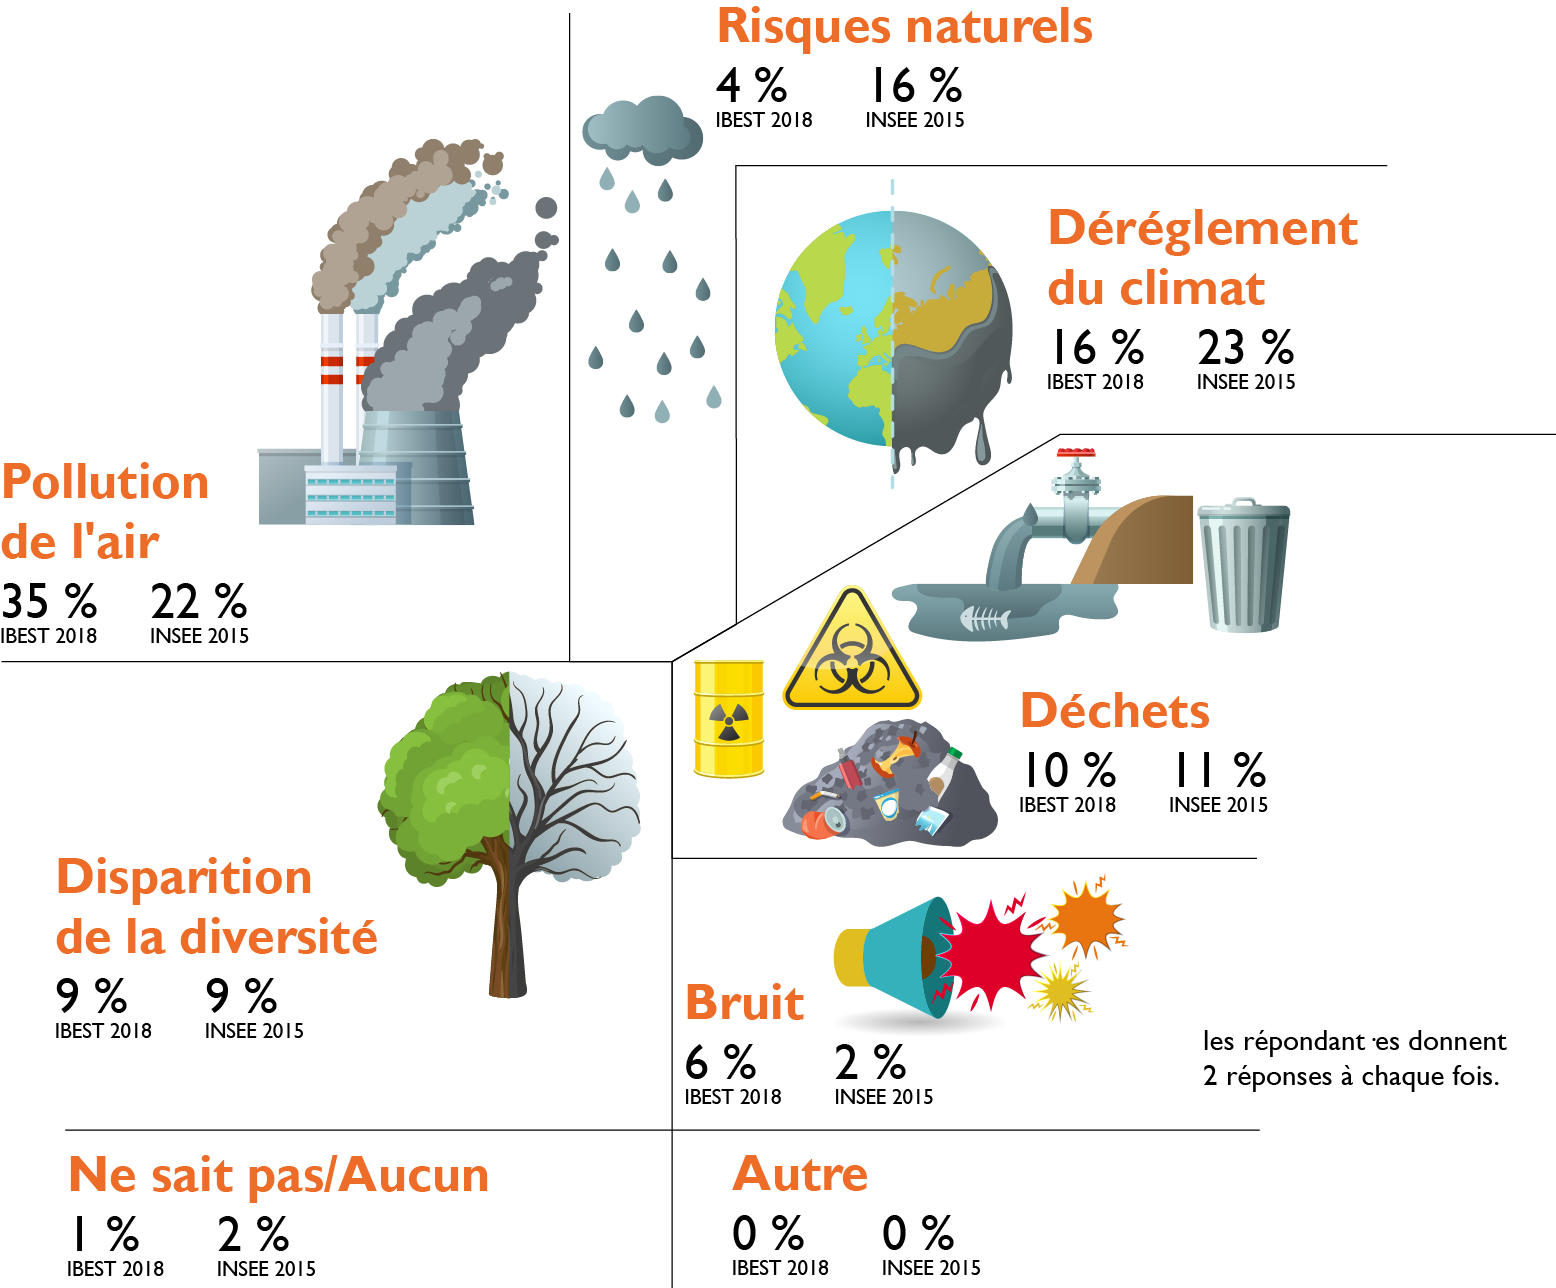 Risques naturels
4 % 16 %
IBEST 2018 INSEE 2015
Déréglement
du climat
16 % 23 %
IBEST 2018 INSEE 2015
Pollution
de l'air
35 % 22 %
IBEST 2018 INSEE 2015
Déchets
10 % 11 %
IBEST 2018 INSEE 2015
Disparition
de la diversité
9 % 9 %
IBEST 2018 INSEE 2015
Bruit
6 % 2 %
IBEST 2018 INSEE 2015
les répondant·es donnent
2 réponses à chaque fois.
Ne sait pas/Aucun
1 % 2 %
IBEST 2018 INSEE 2015
Autre
0 % 0 %
IBEST 2018 INSEE 2015